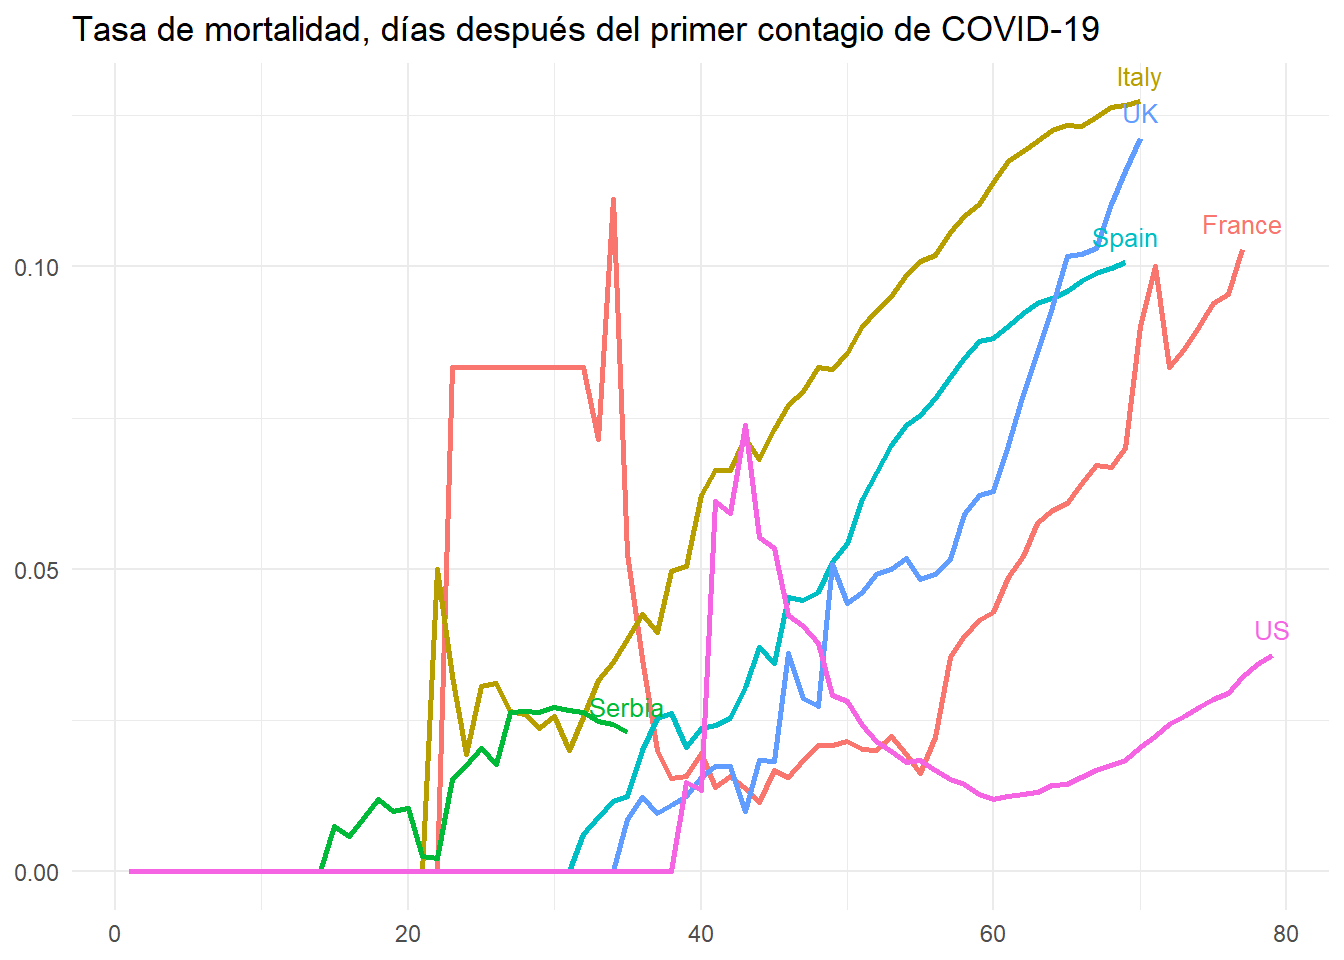 Tasa de mortalidad, días después del primer contagio de COVID-19
Italy
UK
France
Spain
0.10
0.05
US
Serbia
0.00
0 20 40 60 80